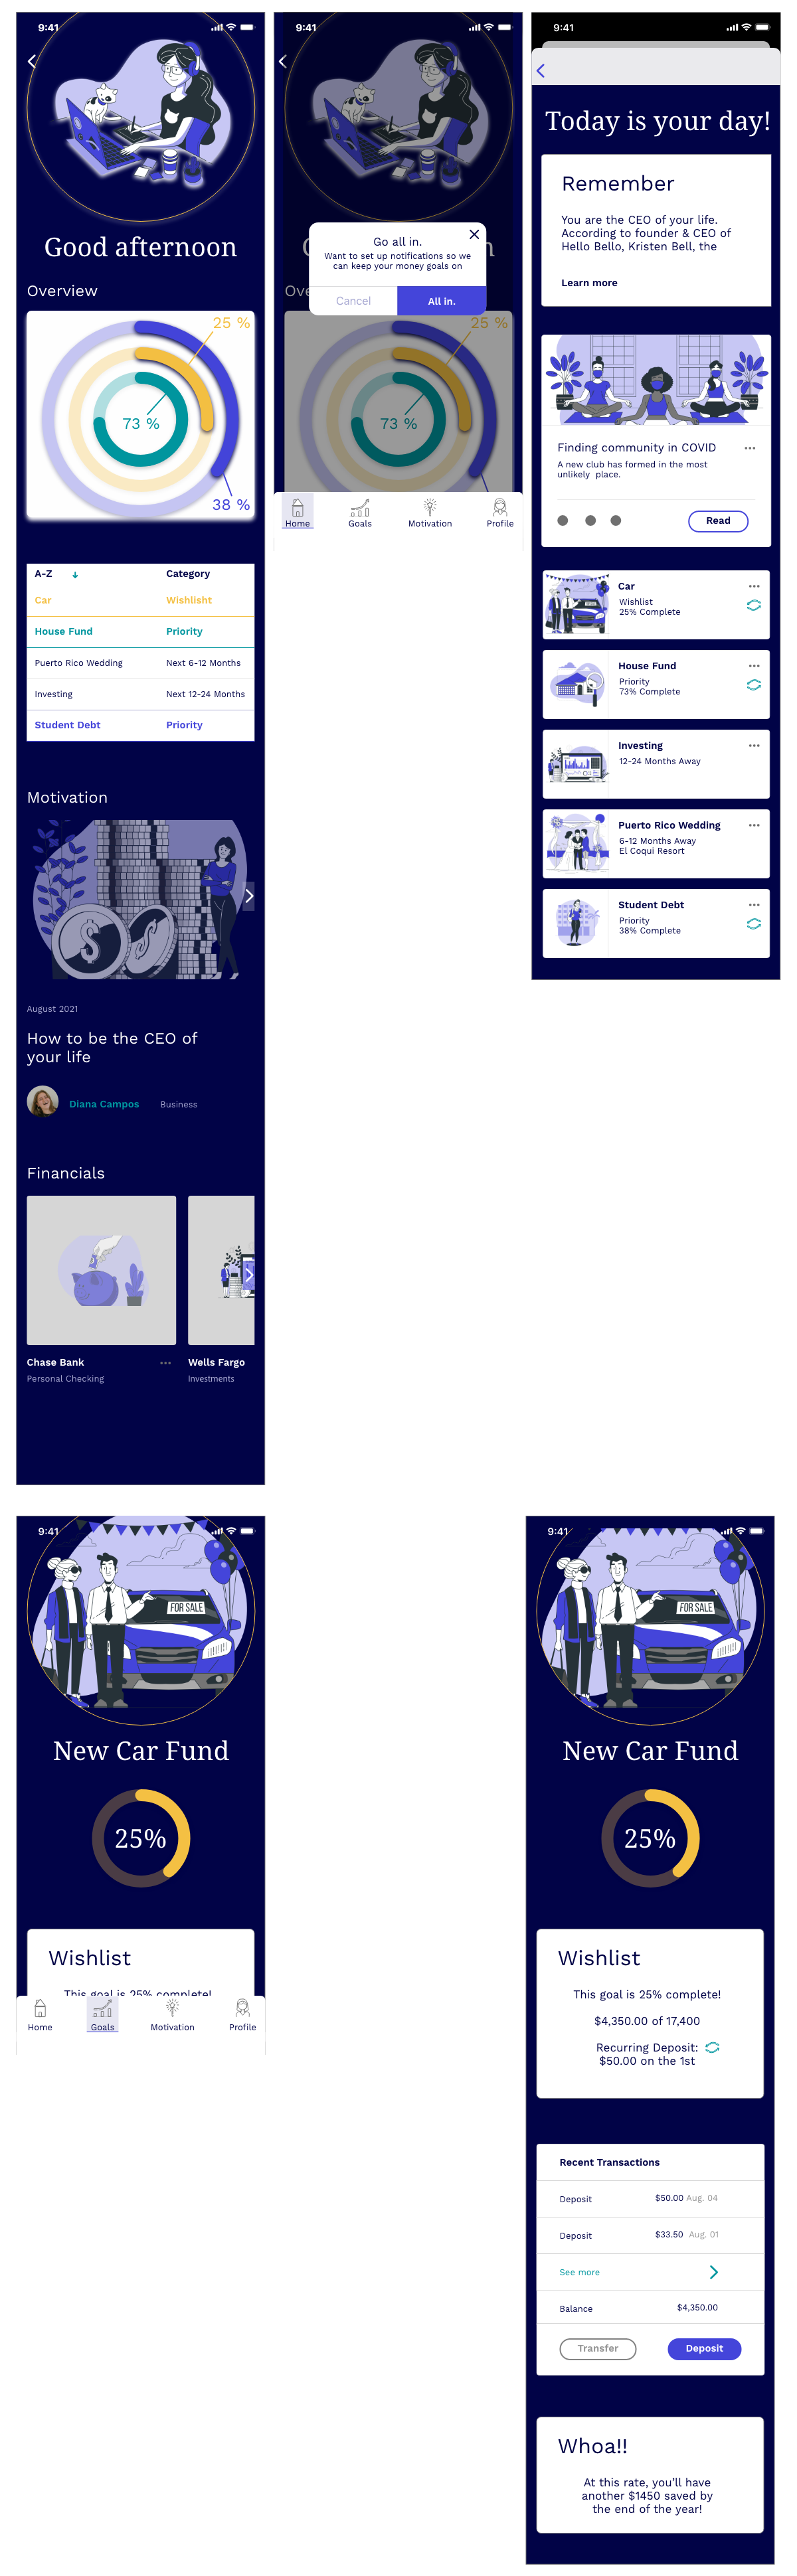 9:41
Good afternoon
Overview
25 %
73 %
38 %
A-Z Category
Car Wishlisht
House Fund Priority
Puerto Rico Wedding Next 6-12 Months
Investing Next 12-24 Months
Student Debt Priority
Motivation
August 2021
How to be the CEO of
your life
Diana Campos Business
Financials
Chase Bank
Personal Checking
Wells Fargo
Investments
9:41
G n
Go all in.
Want to set up notifications so we
can keep your money goals on
Cancel All in.
Ove
25 %
73 %
Home Goals Motivation Profile
9:41
Today is your day!
Remember
You are the CEO of your life.
According to founder & CEO of
Hello Bello, Kristen Bell, the
Learn more
Finding community in COVID
A new club has formed in the most
unlikely place.
Read
Car
Wishlist
25% Complete
House Fund
Priority
73% Complete
Investing
12-24 Months Away
Puerto Rico Wedding
6-12 Months Away
El Coqui Resort
Student Debt
Priority
38% Complete
9:41
FOR SALE
New Car Fund
25%
Wishlist
This goal is 25% complete!
Home Goals Motivation Profile
9:41
FOR SALE
New Car Fund
25%
Wishlist
This goal is 25% complete!
$4,350.00 of 17,400
Recurring Deposit:
$50.00 on the 1st
Recent Transactions
Deposit $50.00 Aug. 04
Deposit $33.50 Aug. 01
See more
Balance $4,350.00
Transfer Deposit
Whoa!!
At this rate, you'll have
another $1450 saved by
the end of the year!